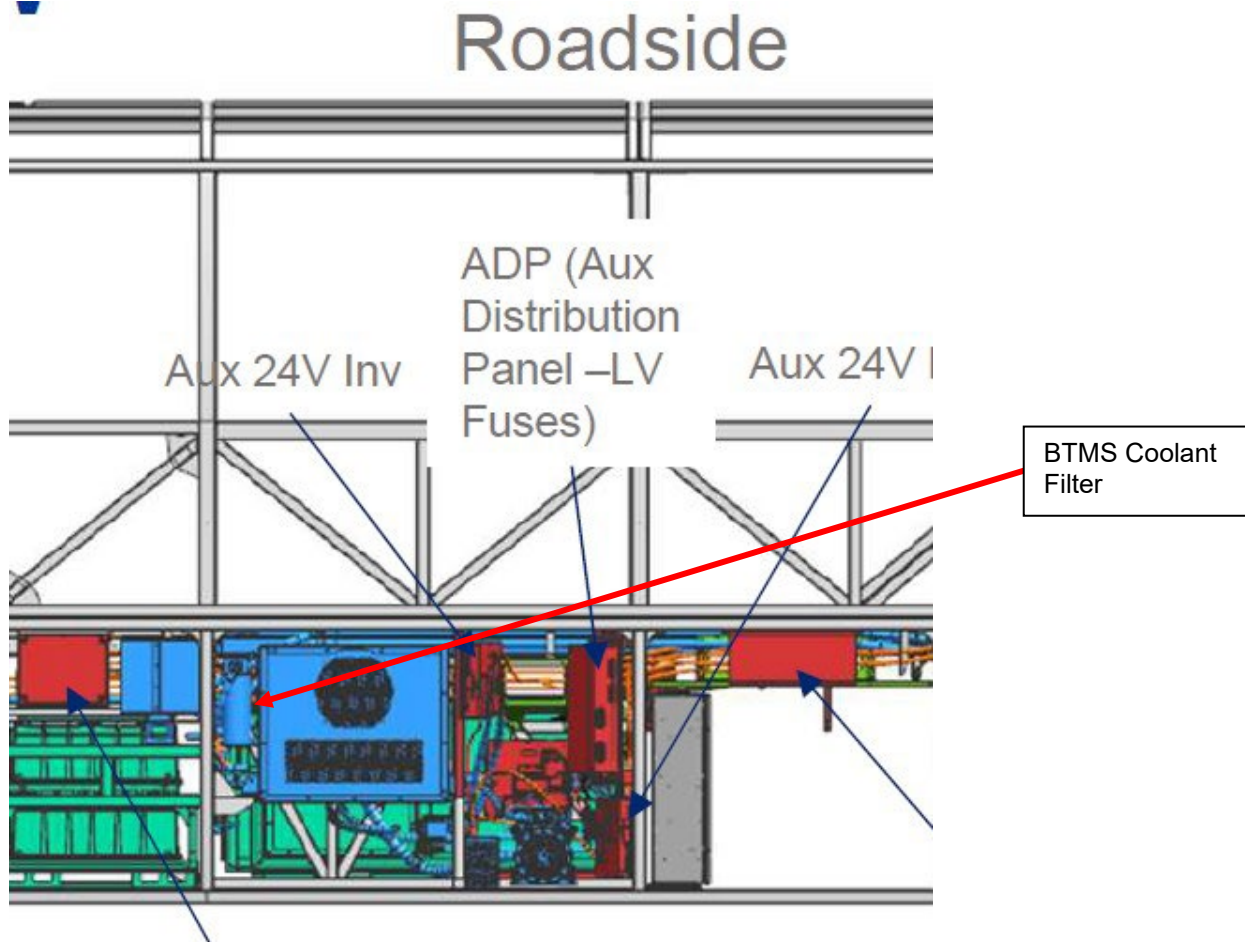 Roadside
ADP (Aux
Distribution
Panel –LV
Fuses)
Aux 24V Inv
Aux 24V I
BTMS Coolant
Filter